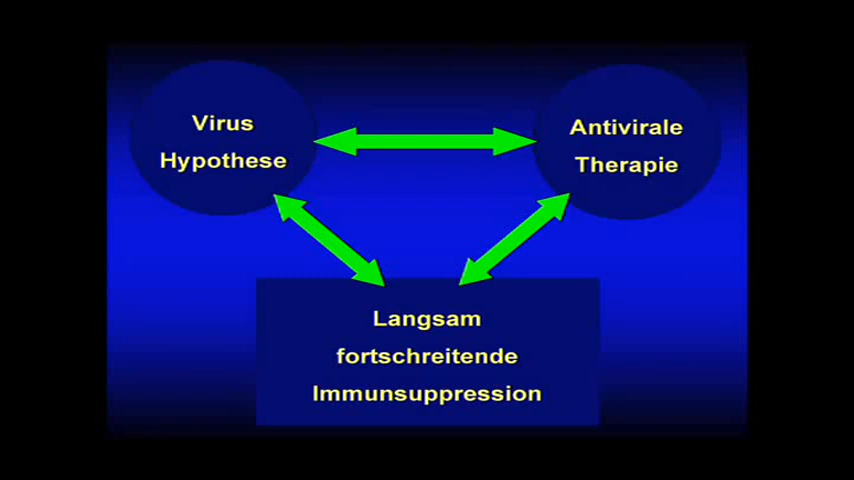 Virus
Hypothese
Antivirale
Therapie
Langsam
fortschreitende
Immunsuppression